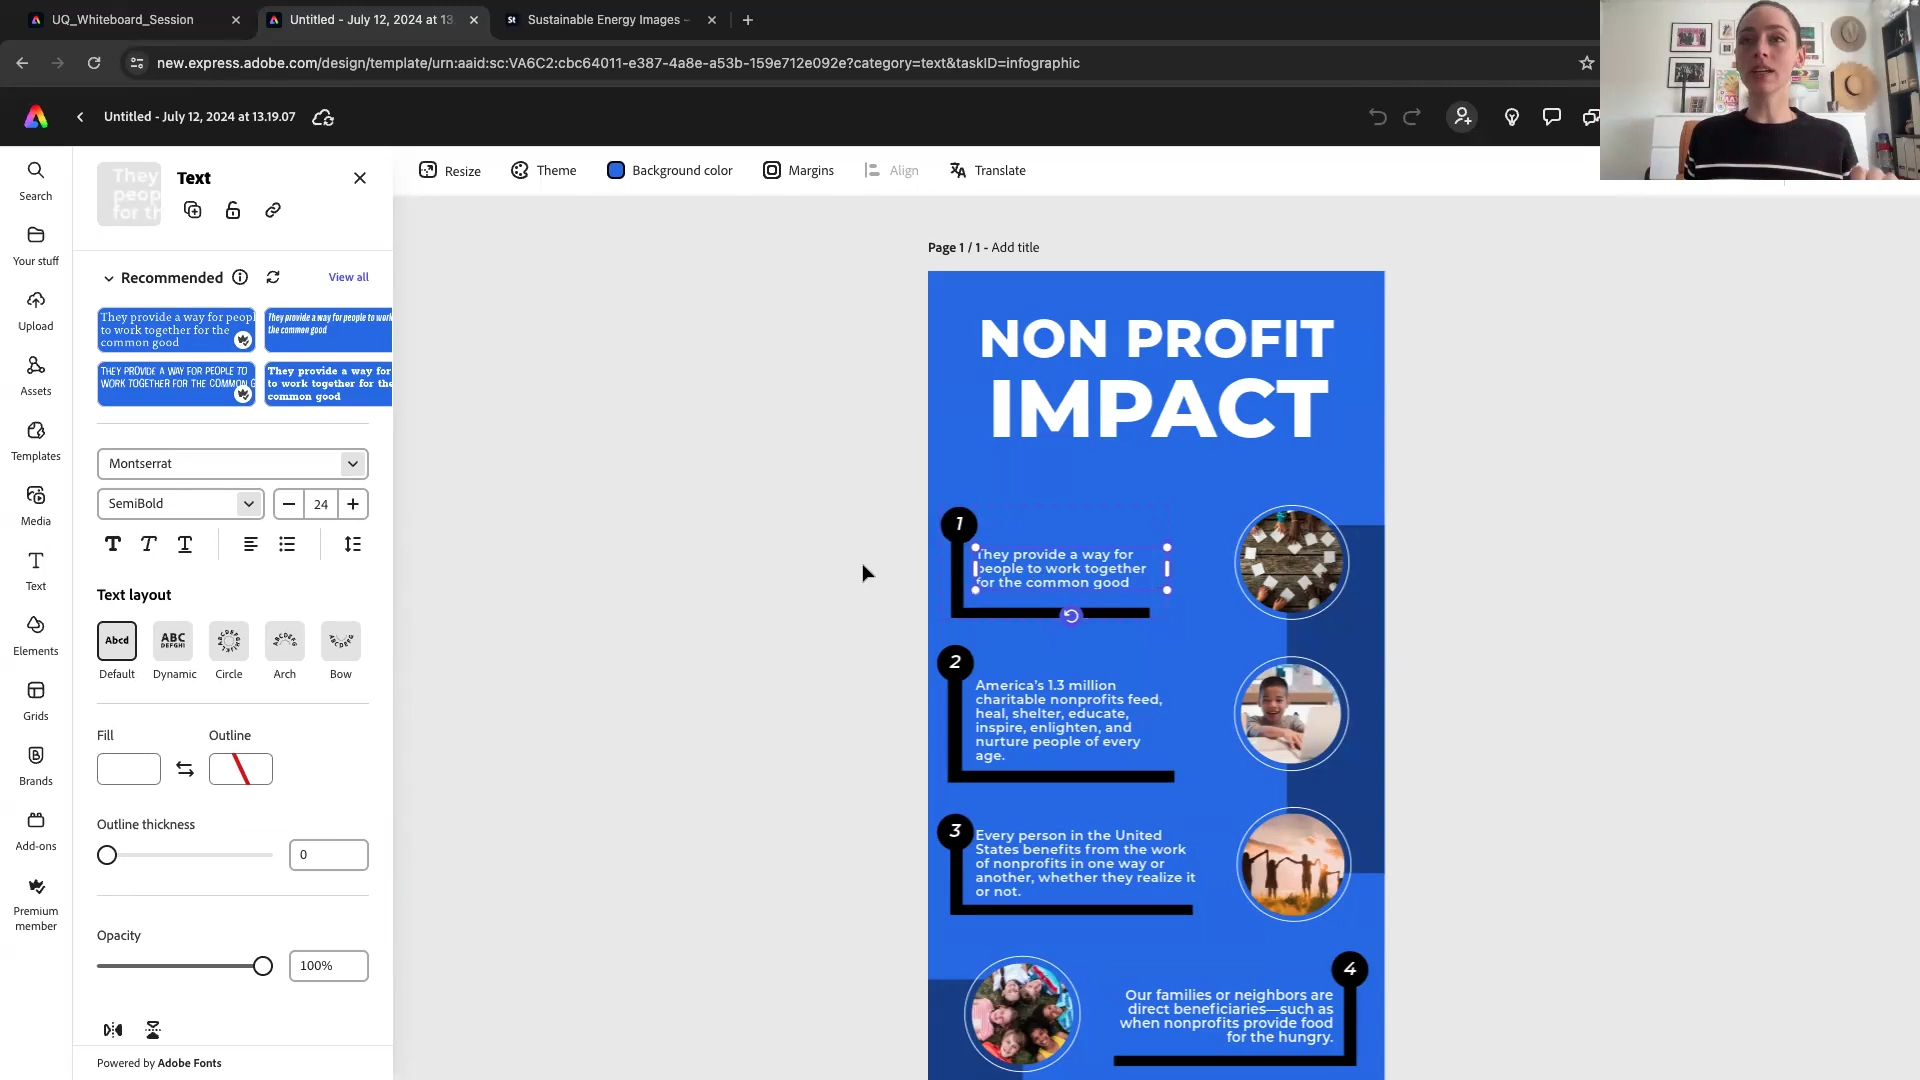 UQ_Whiteboard_Session
Untitled - July 12, 2024 at 13
Sustainable Energy Images -
new.express.adobe.com/design/template/urn:aaid:sc:VA6C2:cbc64011-e387-4a8e-a53b-159e712e092e?category=text&taskID=infographic
Untitled - July 12, 2024 at 13.19.07
Search
Your stuff
Upload
Assets
Templates
Media
Text
Elements
Grids
Brands
Add-ons
Premium
member
They
peop
for th
Text
Recommended
View all
They provide a way for peopl
to work together for the
common good
They provide a way for people to work
the common good
THEY PROVIDE A WAY FOR PEOPLE TO
WORK TOGETHER FOR THE COMMON G
They provide a way for
to work together for the
common good
Montserrat
SemiBold
24
Text layout
Abcd
ABC
DEFGHI
ABCDEFG
Default
Dynamic
Circle
Arch
Bow
Fill
Outline
Outline thickness
0
Opacity
100%
Powered by Adobe Fonts
Resize
Theme
Background color
Margins
Align
Translate
Page 1 / 1 - Add title
NON PROFIT
IMPACT
1
They provide a way for
people to work together
for the common good
2
America's 1.3 million
charitable nonprofits feed,
heal, shelter, educate,
inspire, enlighten, and
nurture people of every
age.
3
Every person in the United
States benefits from the work
of nonprofits in one way or
another, whether they realize it
or not.
4
Our families or neighbors are
direct beneficiaries—such as
when nonprofits provide food
for the hungry.